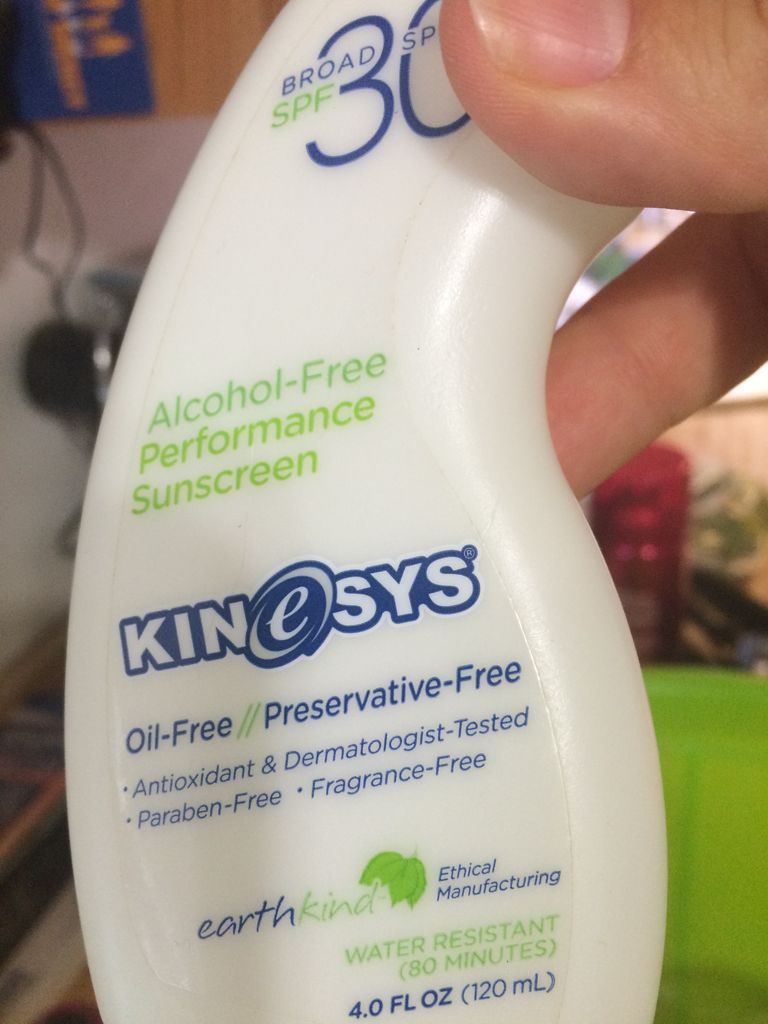 BROAD SP
SPF 30
Alcohol-Free
Performance
Sunscreen
KINeSYS®
Oil-Free // Preservative-Free
· Antioxidant & Dermatologist-Tested
· Paraben-Free · Fragrance-Free
earthkind
Ethical
Manufacturing
WATER RESISTANT
(80 MINUTES)
4.0 FL OZ (120 mL)